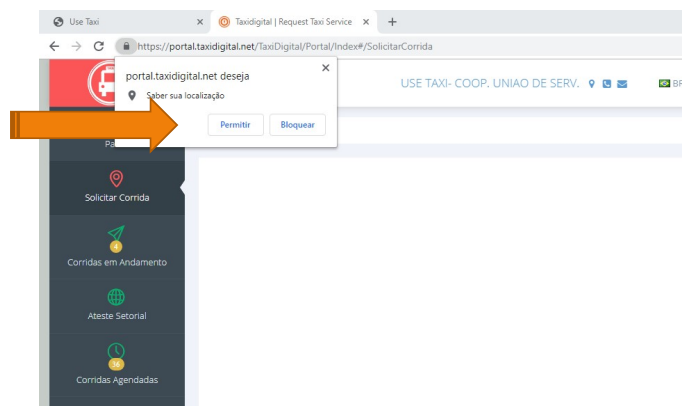 Use Taxi
Taxidigital | Request Taxi Service
https://portal.taxidigital.net/TaxiDigital/Portal/Index#/SolicitarCorrida
portal.taxidigital.net deseja
Saber sua localização
Permitir
Bloquear
USE TAXI- COOP. UNIAO DE SERV.
BR
Pa
Solicitar Corrida
4
Corridas em Andamento
Ateste Setorial
36
Corridas Agendadas